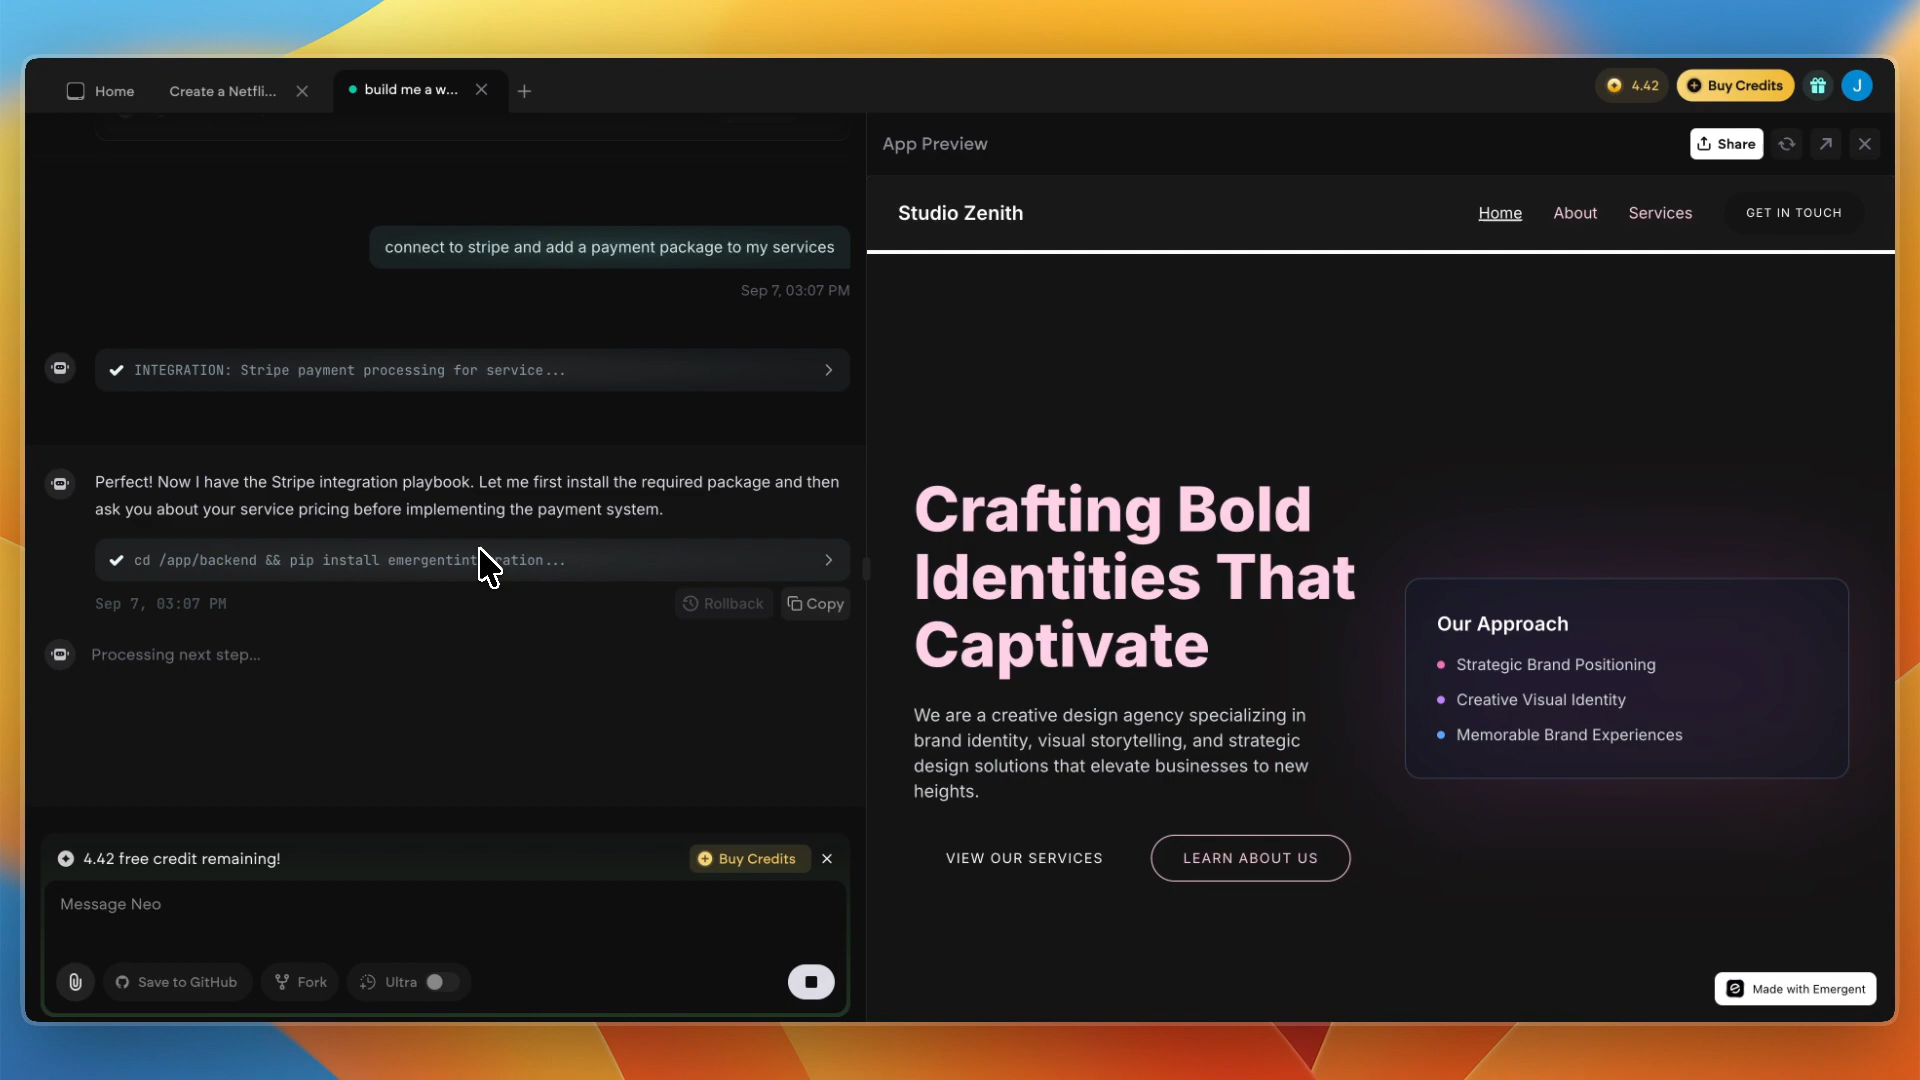 Home
Create a Netfli...
build me a w...
4.42
Buy Credits
J
connect to stripe and add a payment package to my services
Sep 7, 03:07 PM
INTEGRATION: Stripe payment processing for service...
Perfect! Now I have the Stripe integration playbook. Let me first install the required package and then
ask you about your service pricing before implementing the payment system.
cd /app/backend && pip install emergentint ration...
Sep 7, 03:07 PM
Rollback
Copy
Processing next step...
4.42 free credit remaining!
Buy Credits
Message Neo
Save to GitHub
Fork
Ultra
App Preview
Share
Studio Zenith
Home
About
Services
GET IN TOUCH
Crafting Bold
Identities That
Captivate
We are a creative design agency specializing in
brand identity, visual storytelling, and strategic
design solutions that elevate businesses to new
heights.
VIEW OUR SERVICES
LEARN ABOUT US
Our Approach
Strategic Brand Positioning
Creative Visual Identity
Memorable Brand Experiences
Made with Emergent